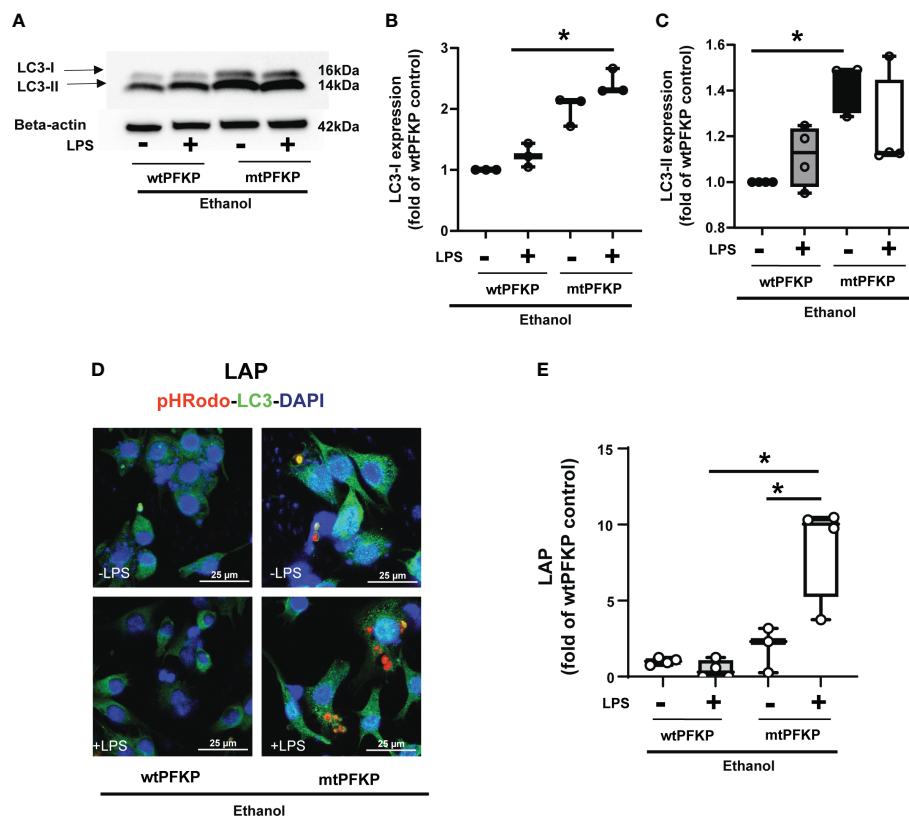 A
LC3-I
LC3-II
16kDa
14kDa
Beta-actin
42kDa
LPS - + - +
wtPFKP mtPFKP
Ethanol
B
LC3-I expression
(fold of wtPFKP control)
3
2
1
0
*
LPS - + - +
wtPFKP mtPFKP
Ethanol
C
LC3-II expression
(fold of wtPFKP control)
1.6
1.4
1.2
1.0
0.8
*
LPS - + - +
wtPFKP mtPFKP
Ethanol
D
LAP
pHRodo-LC3-DAPI
-LPS 25 µm
-LPS 25 µm
+LPS 25 µm
+LPS 25 µm
wtPFKP mtPFKP
Ethanol
E
LAP
(fold of wtPFKP control)
15
10
5
0
*
*
LPS - + - +
wtPFKP mtPFKP
Ethanol